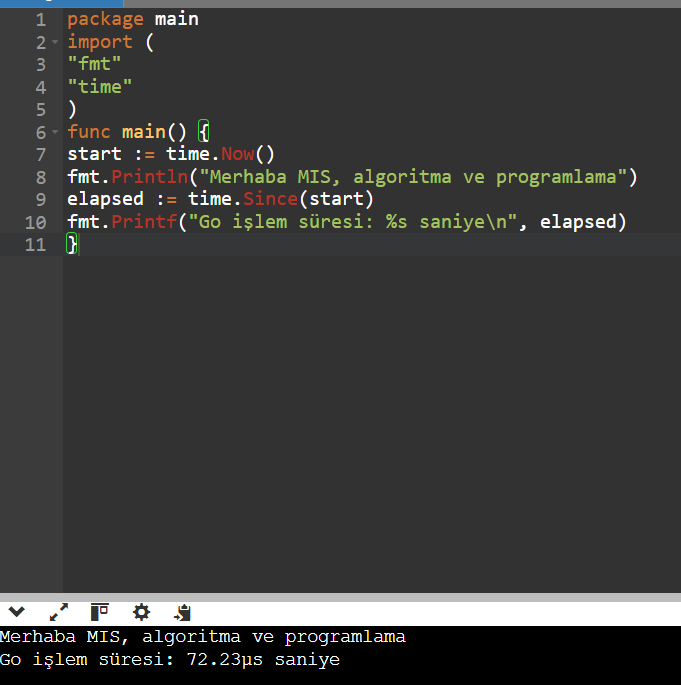 1 package main
2 import (
3 "fmt"
4 "time"
5 )
6 func main() {
7 start := time.Now()
8 fmt.Println("Merhaba MIS, algoritma ve programlama")
9 elapsed := time.Since(start)
10 fmt.Printf("Go işlem süresi: %s saniye\n", elapsed)
11 }
Merhaba MIS, algoritma ve programlama
Go işlem süresi: 72.23µs saniye